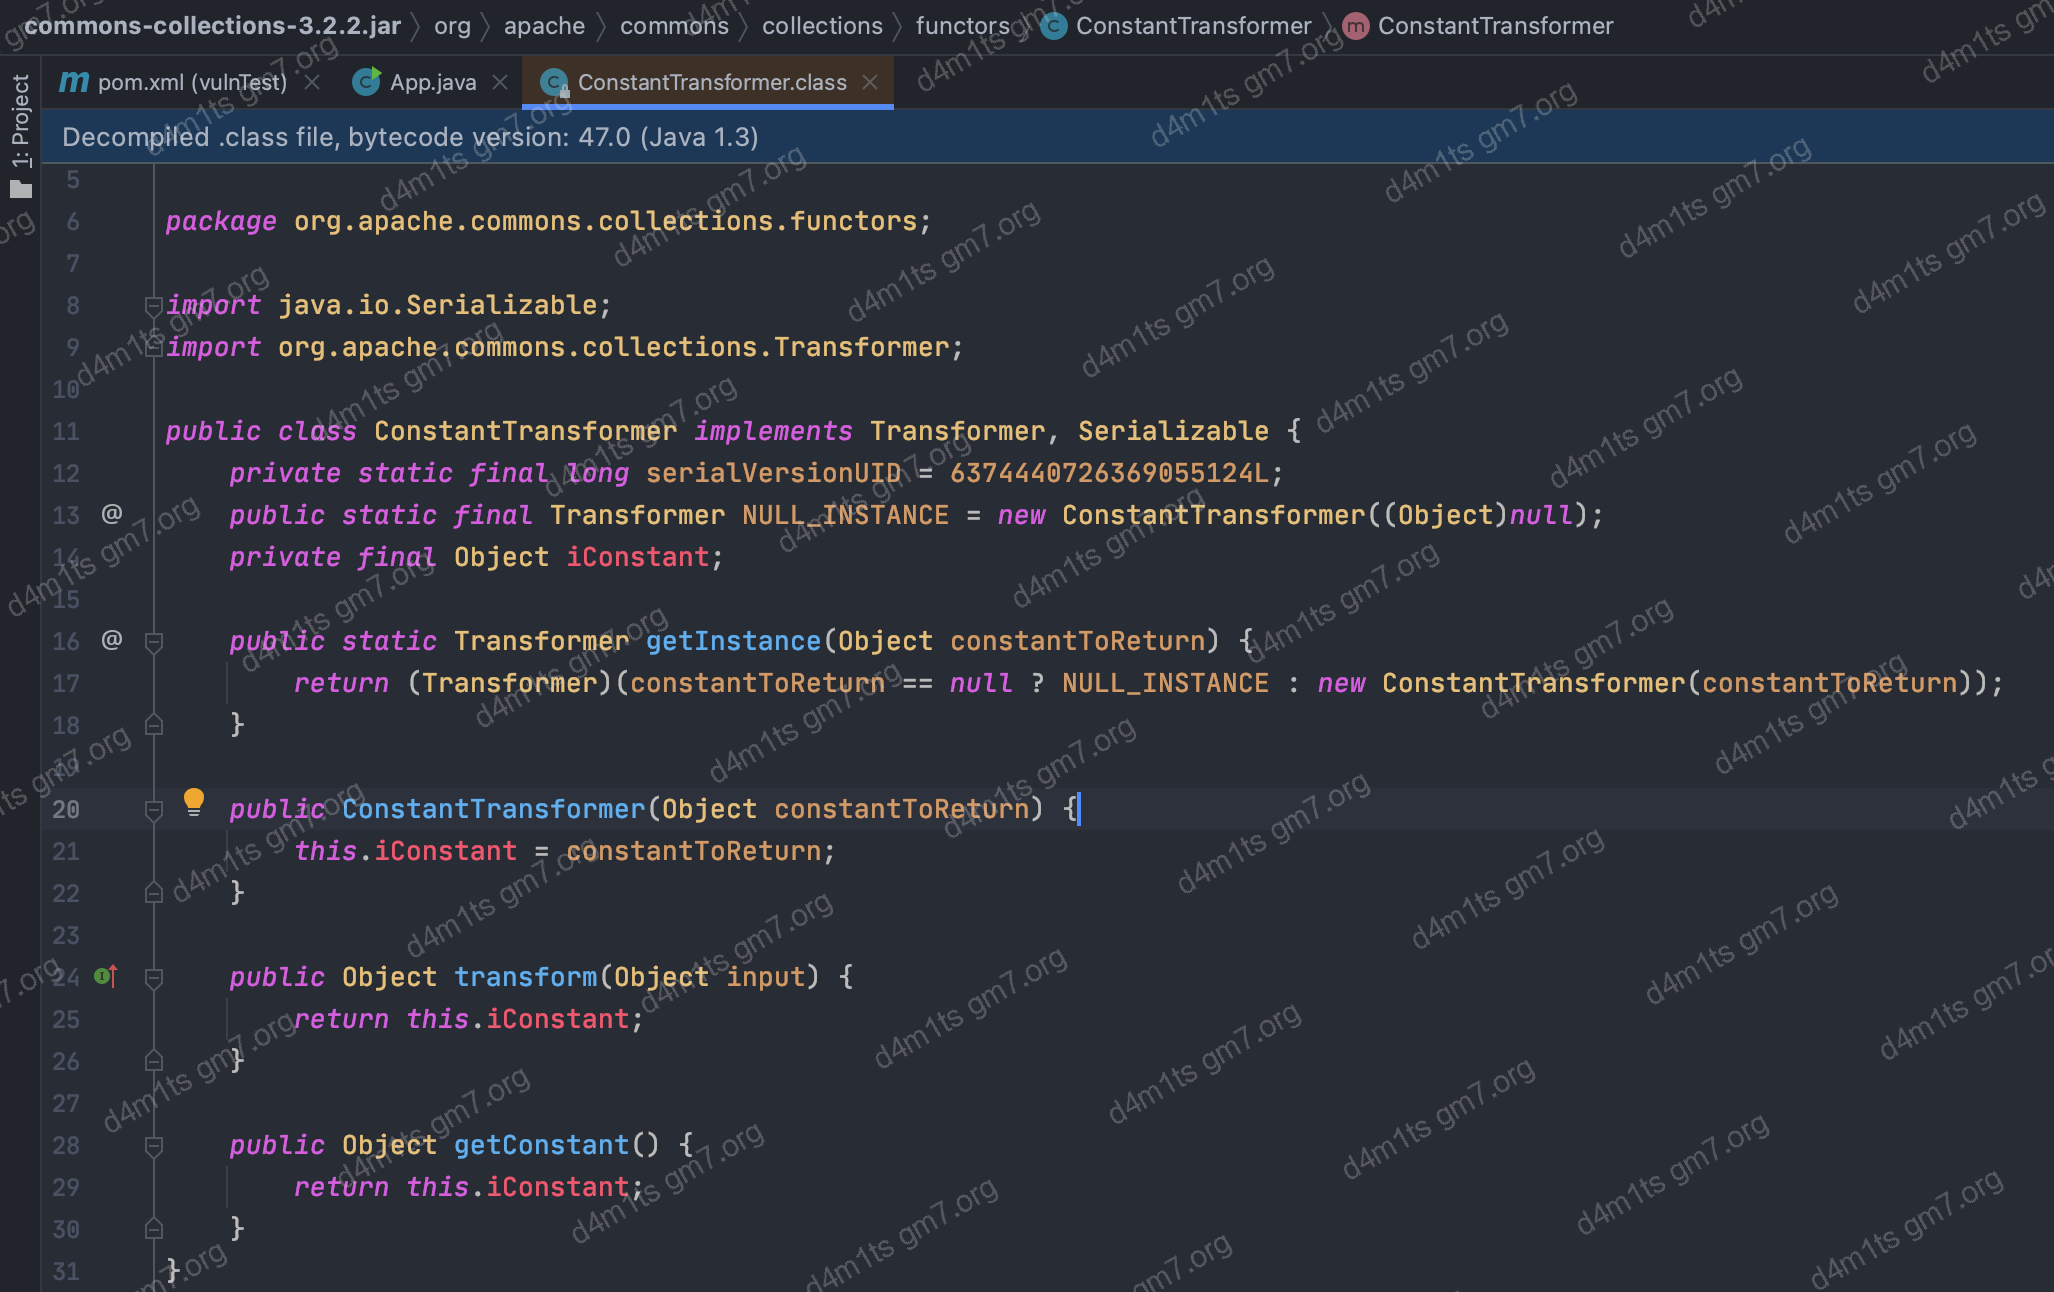 commons-collections-3.2.2.jar org apache commons collections functors C ConstantTransformer m ConstantTransformer
m pom.xml (vulnTest) C App.java C ConstantTransformer.class
1: Project
Decompiled .class file, bytecode version: 47.0 (Java 1.3)
5
6 package org.apache.commons.collections.functors;
7
8 import java.io.Serializable;
9 import org.apache.commons.collections.Transformer;
10
11 public class ConstantTransformer implements Transformer, Serializable {
12 private static final long serialVersionUID = 6374440726369055124L;
13 @ public static final Transformer NULL_INSTANCE = new ConstantTransformer((Object)null);
14 private final Object iConstant;
15
16 @ public static Transformer getInstance(Object constantToReturn) {
17 return (Transformer)(constantToReturn == null ? NULL_INSTANCE : new ConstantTransformer(constantToReturn));
18 }
19
20 public ConstantTransformer(Object constantToReturn) {
21 this.iConstant = constantToReturn;
22 }
23
24 public Object transform(Object input) {
25 return this.iConstant;
26 }
27
28 public Object getConstant() {
29 return this.iConstant;
30 }
31 }
d4m1ts gm7.org